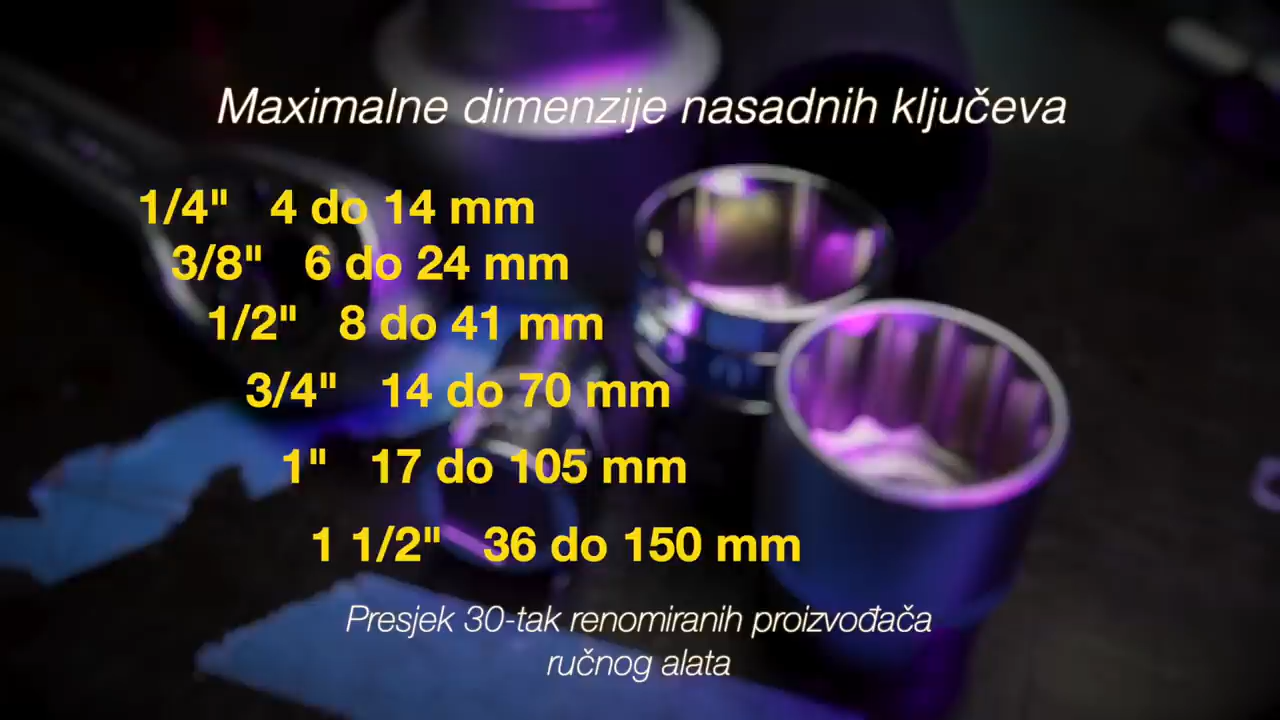 Maximalne dimenzije nasadnih ključeva
1/4" 4 do 14 mm
3/8" 6 do 24 mm
1/2" 8 do 41 mm
3/4" 14 do 70 mm
1" 17 do 105 mm
1 1/2" 36 do 150 mm
Presjek 30-tak renomiranih proizvođača
ručnog alata